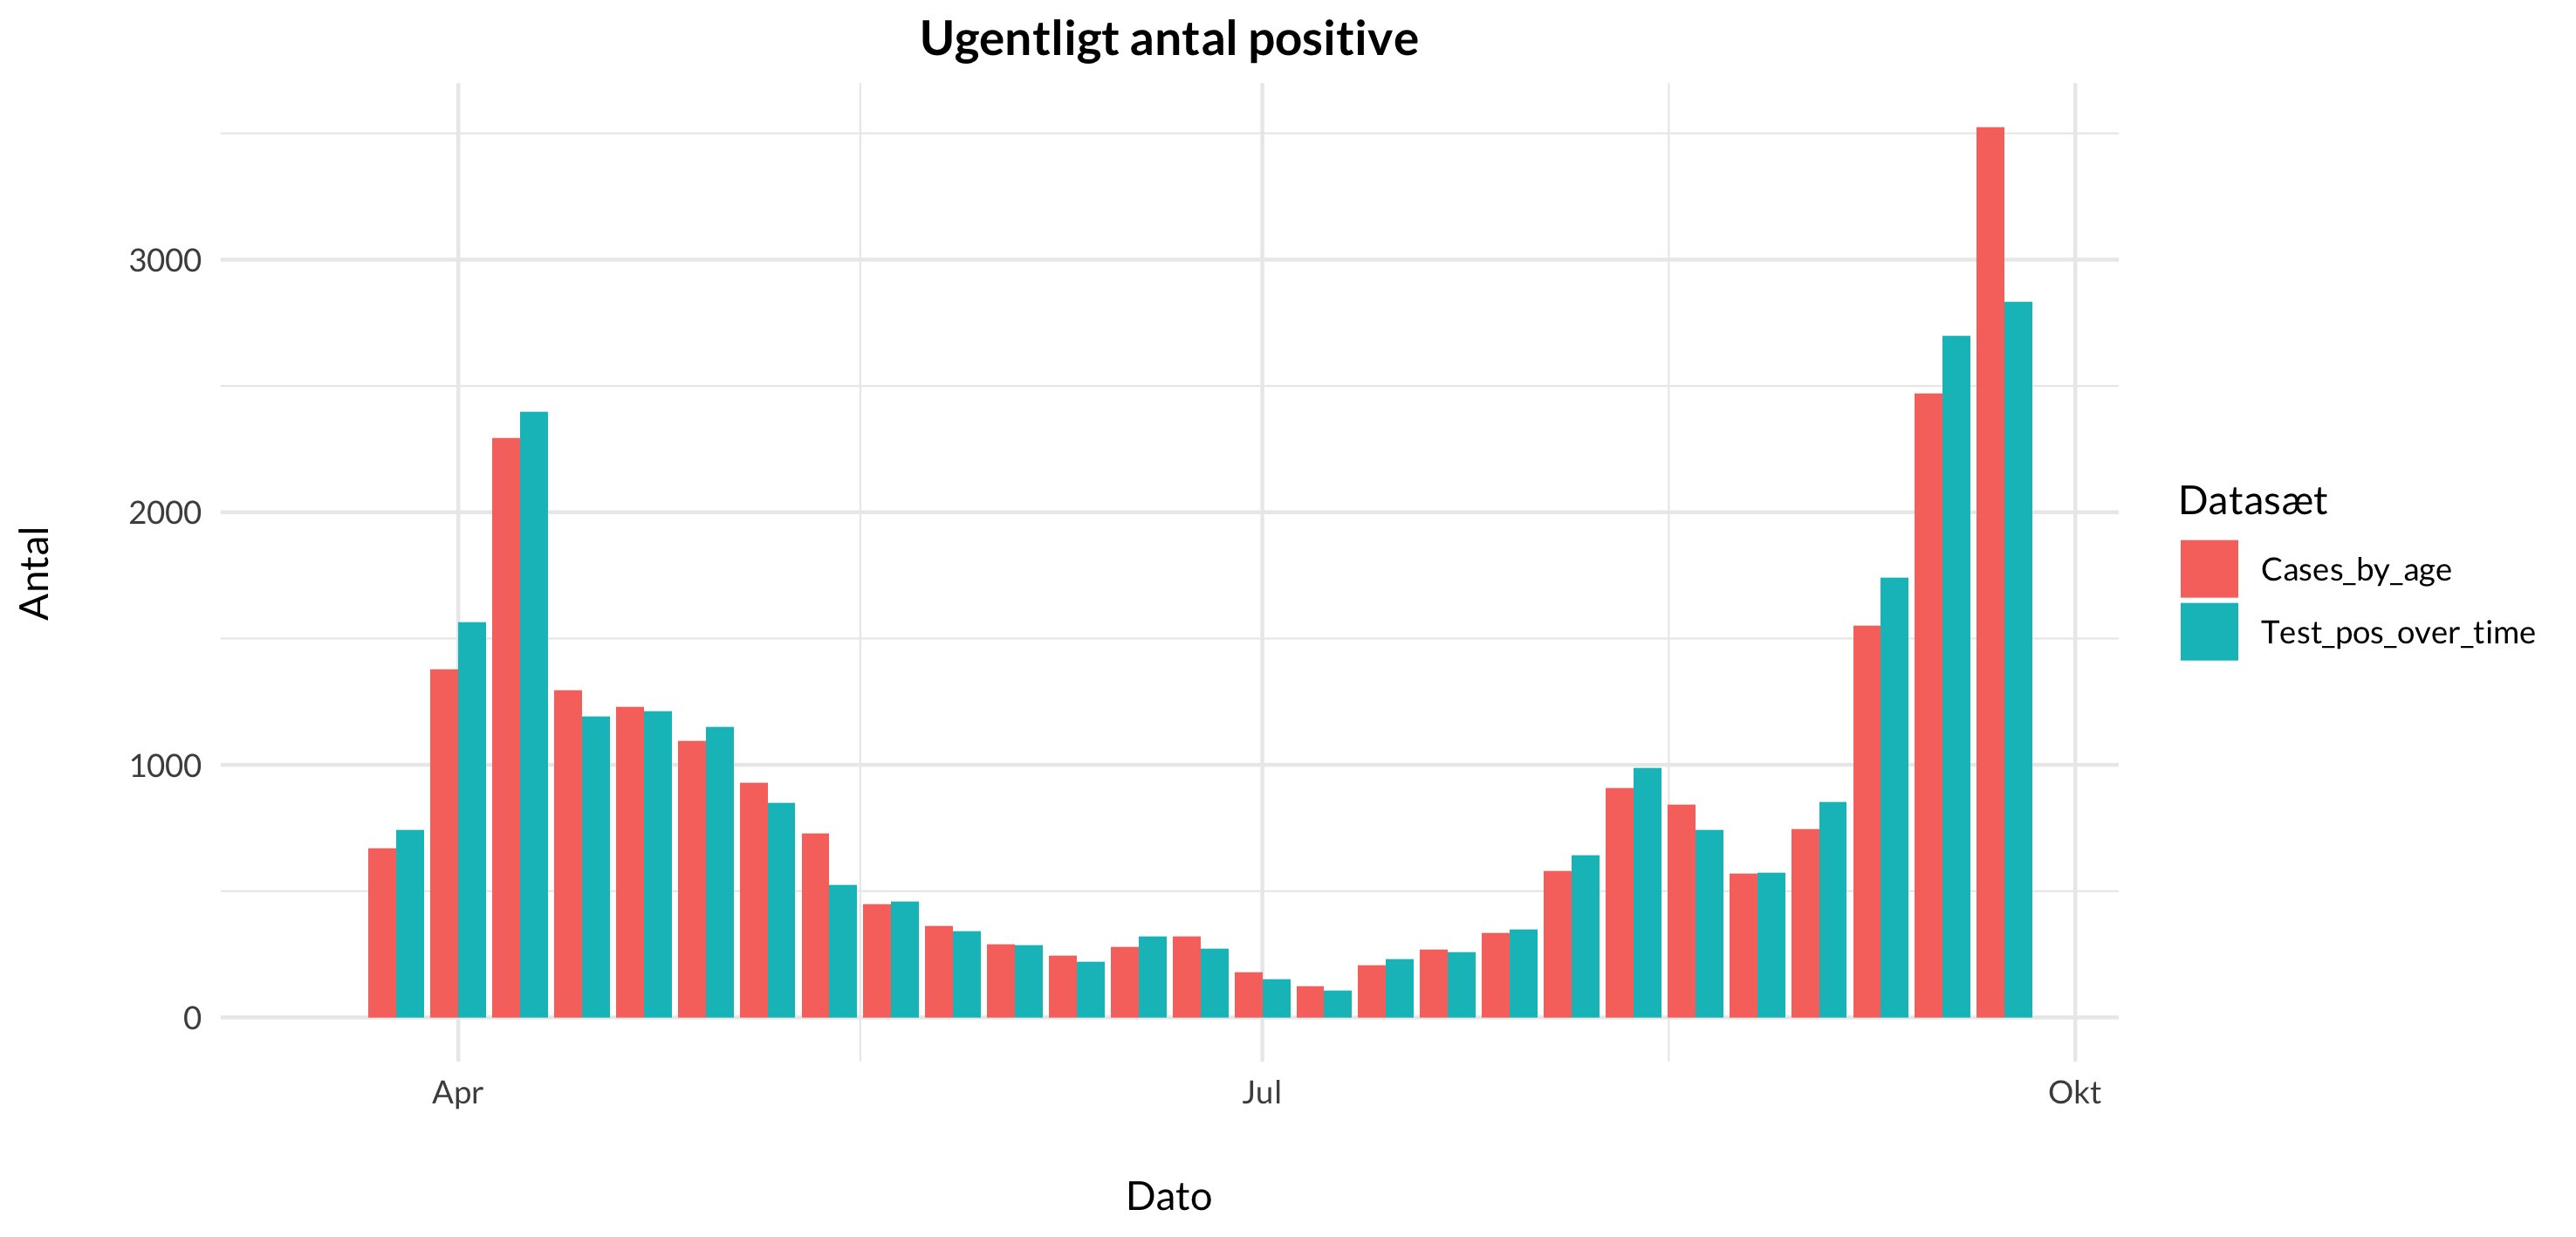 Ugentligt antal positive
Antal
3000
2000
1000
0
Apr
Jul
Okt
Dato
Datasæt
Cases_by_age
Test_pos_over_time